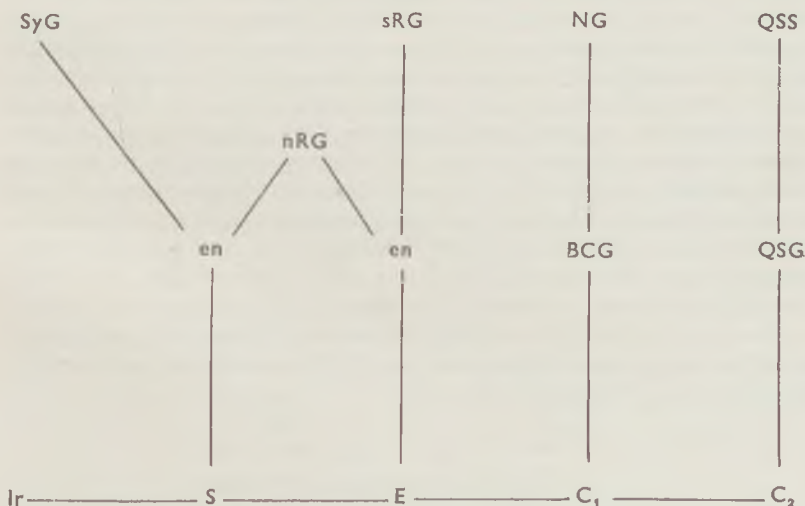 SyG sRG NG QSS
nRG
en en BCG QSG
Ir S E C₁ C₂